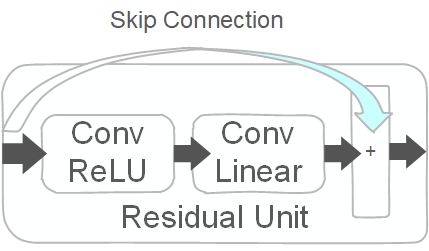 Skip Connection
Conv
ReLU
Conv
Linear
+
Residual Unit